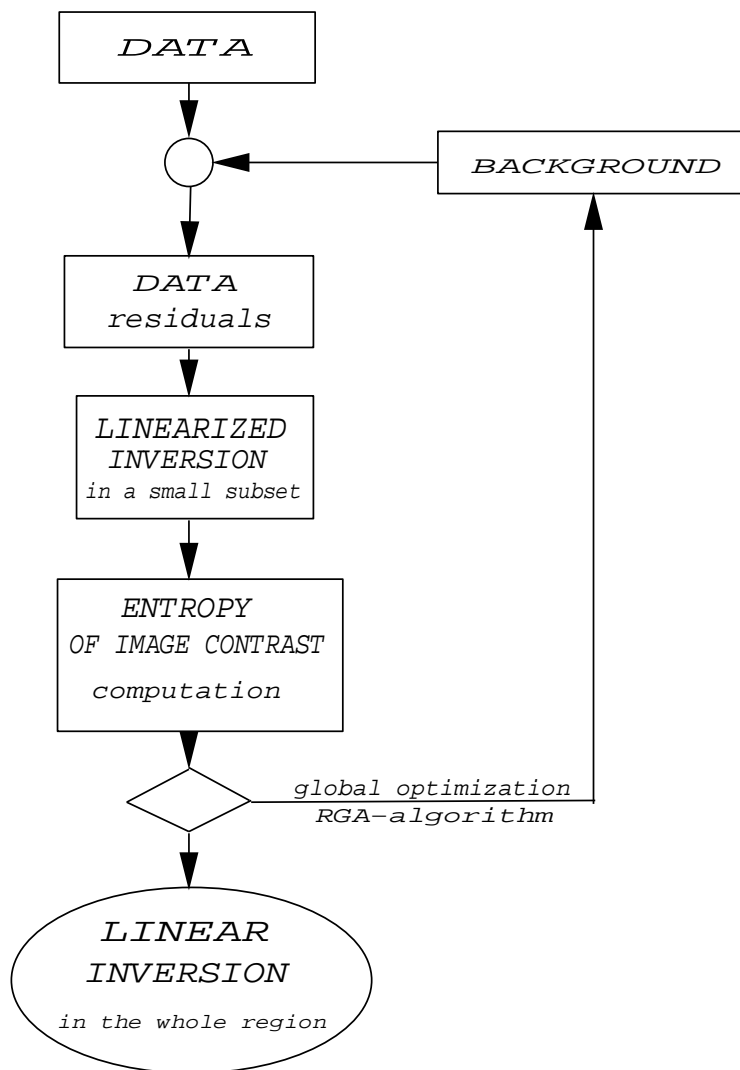 DATA
BACKGROUND
DATA
residuals
LINEARIZED
INVERSION
in a small subset
ENTROPY
OF IMAGE CONTRAST
computation
global optimization
RGA-algorithm
LINEAR
INVERSION
in the whole region